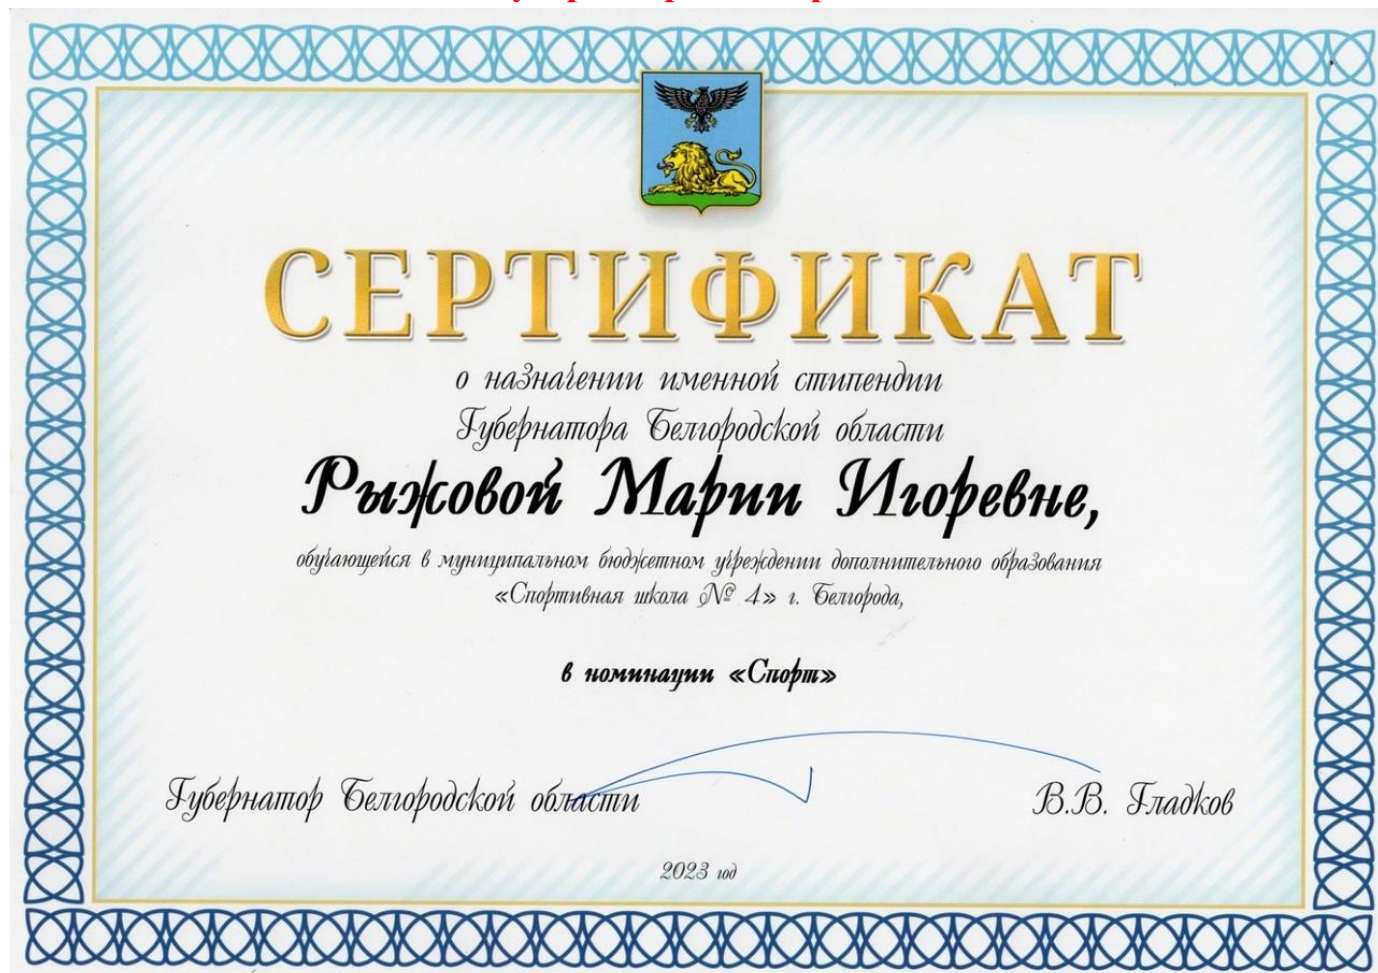 СЕРТИФИКАТ
о назначении именной стипендии
Губернатора Белгородской области
Рыжовой Марии Игоревне,
обучающейся в муниципальном бюджетном учреждении дополнительного образования
«Спортивная школа № 4» г. Белгорода,
в номинации «Спорт»
Губернатор Белгородской области В.В. Гладков
2023 год